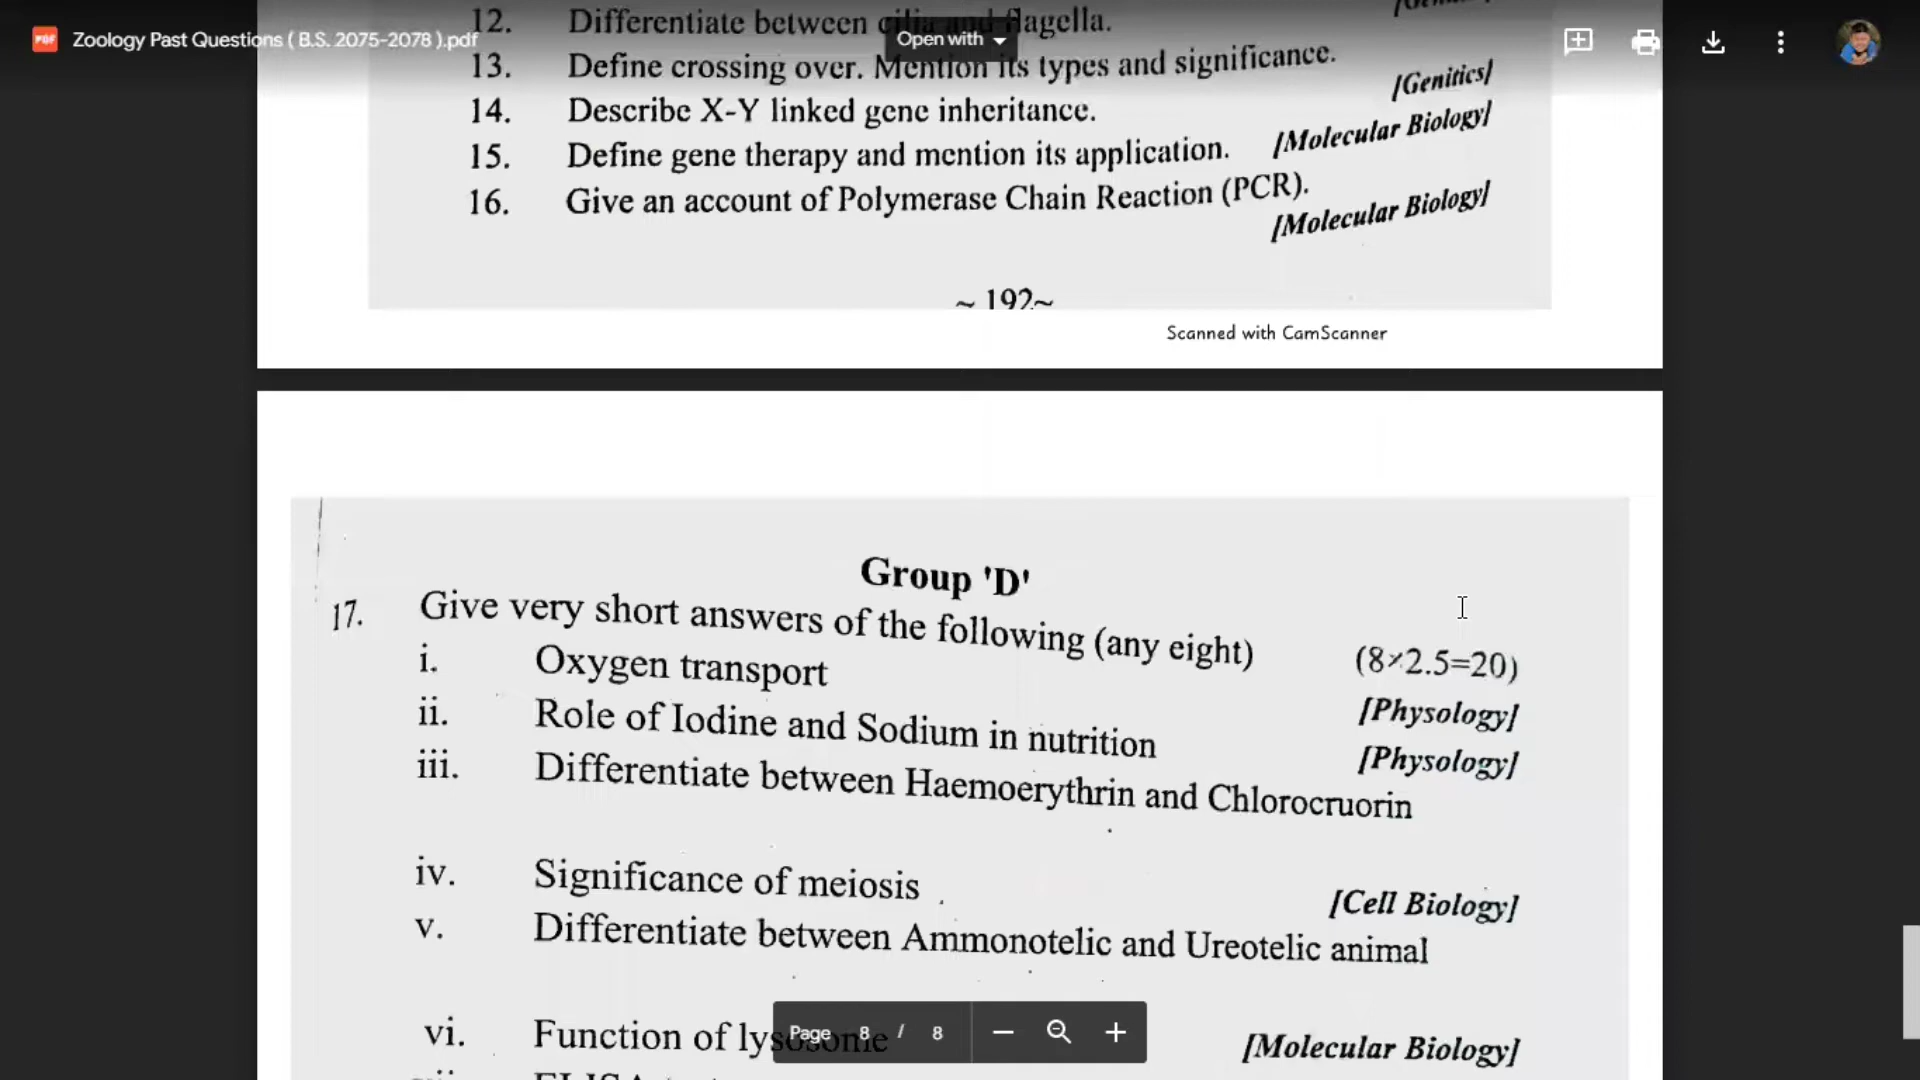 PDF Zoology Past Questions ( B.S. 2075-2078 ).pdf
Open with
12. Differentiate between cilia and flagella.
13. Define crossing over. Mention its types and significance.
[Genitics]
14. Describe X-Y linked gene inheritance.
[Molecular Biology]
15. Define gene therapy and mention its application.
16. Give an account of Polymerase Chain Reaction (PCR).
[Molecular Biology]
~ 192~
Scanned with CamScanner
Group 'D'
17. Give very short answers of the following (any eight)
(8×2.5=20)
i. Oxygen transport
[Physology]
ii. Role of Iodine and Sodium in nutrition
[Physology]
iii. Differentiate between Haemoerythrin and Chlorocruorin
iv. Significance of meiosis
[Cell Biology]
v. Differentiate between Ammonotelic and Ureotelic animal
vi. Function of lysosome
[Molecular Biology]
Page 8 / 8